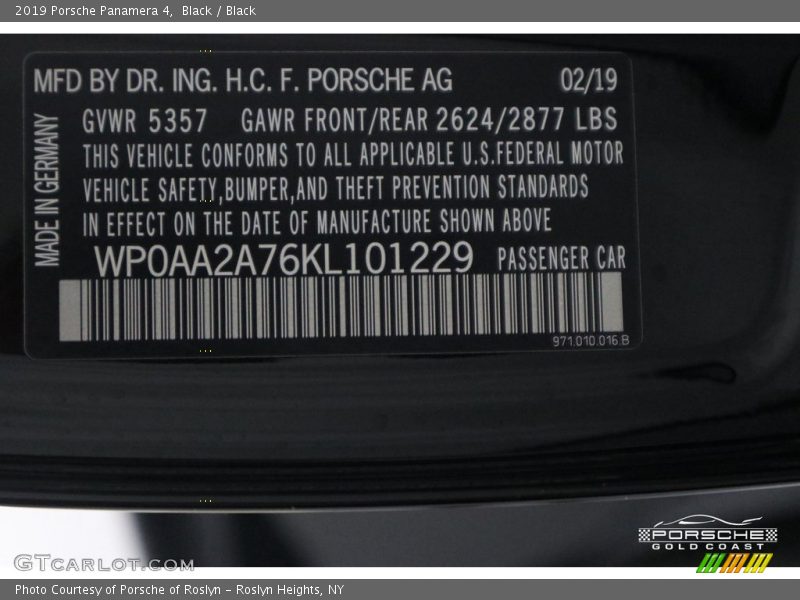 2019 Porsche Panamera 4, Black / Black
MFD BY DR. ING. H.C. F. PORSCHE AG 02/19
GVWR 5357 GAWR FRONT/REAR 2624/2877 LBS
THIS VEHICLE CONFORMS TO ALL APPLICABLE U.S.FEDERAL MOTOR
VEHICLE SAFETY,BUMPER,AND THEFT PREVENTION STANDARDS
IN EFFECT ON THE DATE OF MANUFACTURE SHOWN ABOVE
MADE IN GERMANY
WP0AA2A76KL101229 PASSENGER CAR
971.010.016.B
GTCARLOT.COM
PORSCHE
GOLD COAST
Photo Courtesy of Porsche of Roslyn - Roslyn Heights, NY